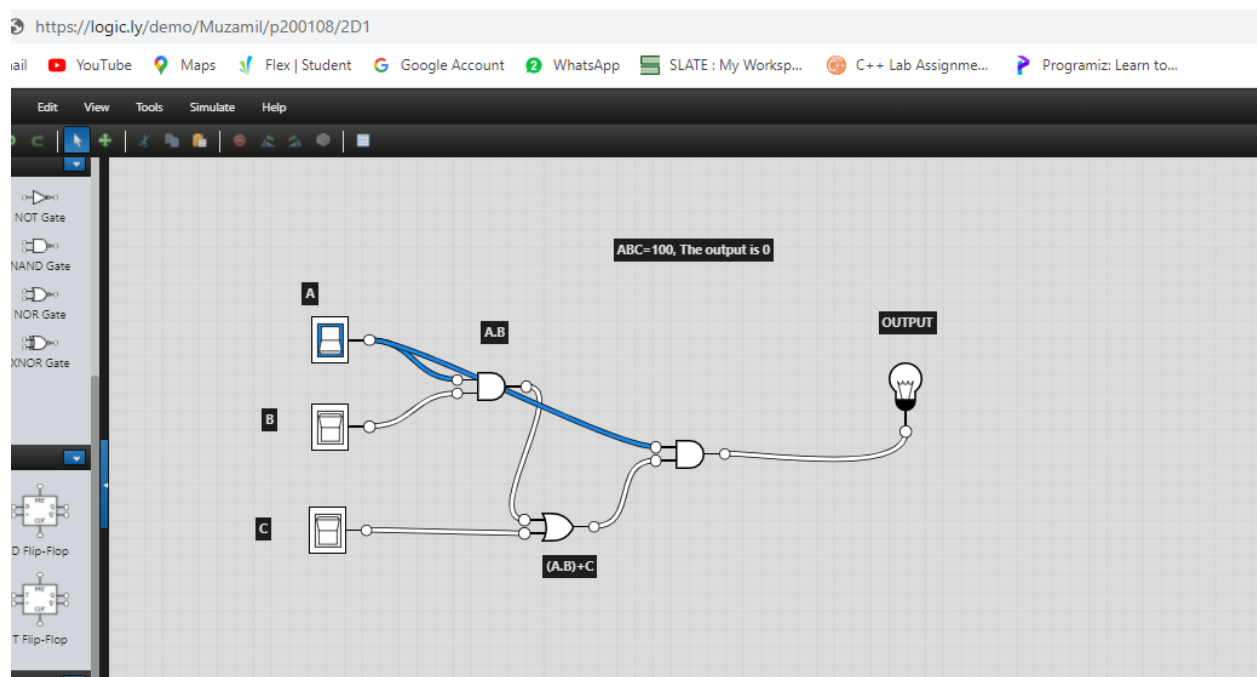 https://logic.ly/demo/Muzamil/p200108/2D1
ail YouTube Maps Flex | Student Google Account 2 WhatsApp SLATE : My Worksp... C++ Lab Assignme... Programiz: Learn to...
Edit View Tools Simulate Help
NOT Gate
NAND Gate
NOR Gate
XNOR Gate
D Flip-Flop
T Flip-Flop
ABC=100, The output is 0
A
A.B
OUTPUT
B
C
(A.B)+C